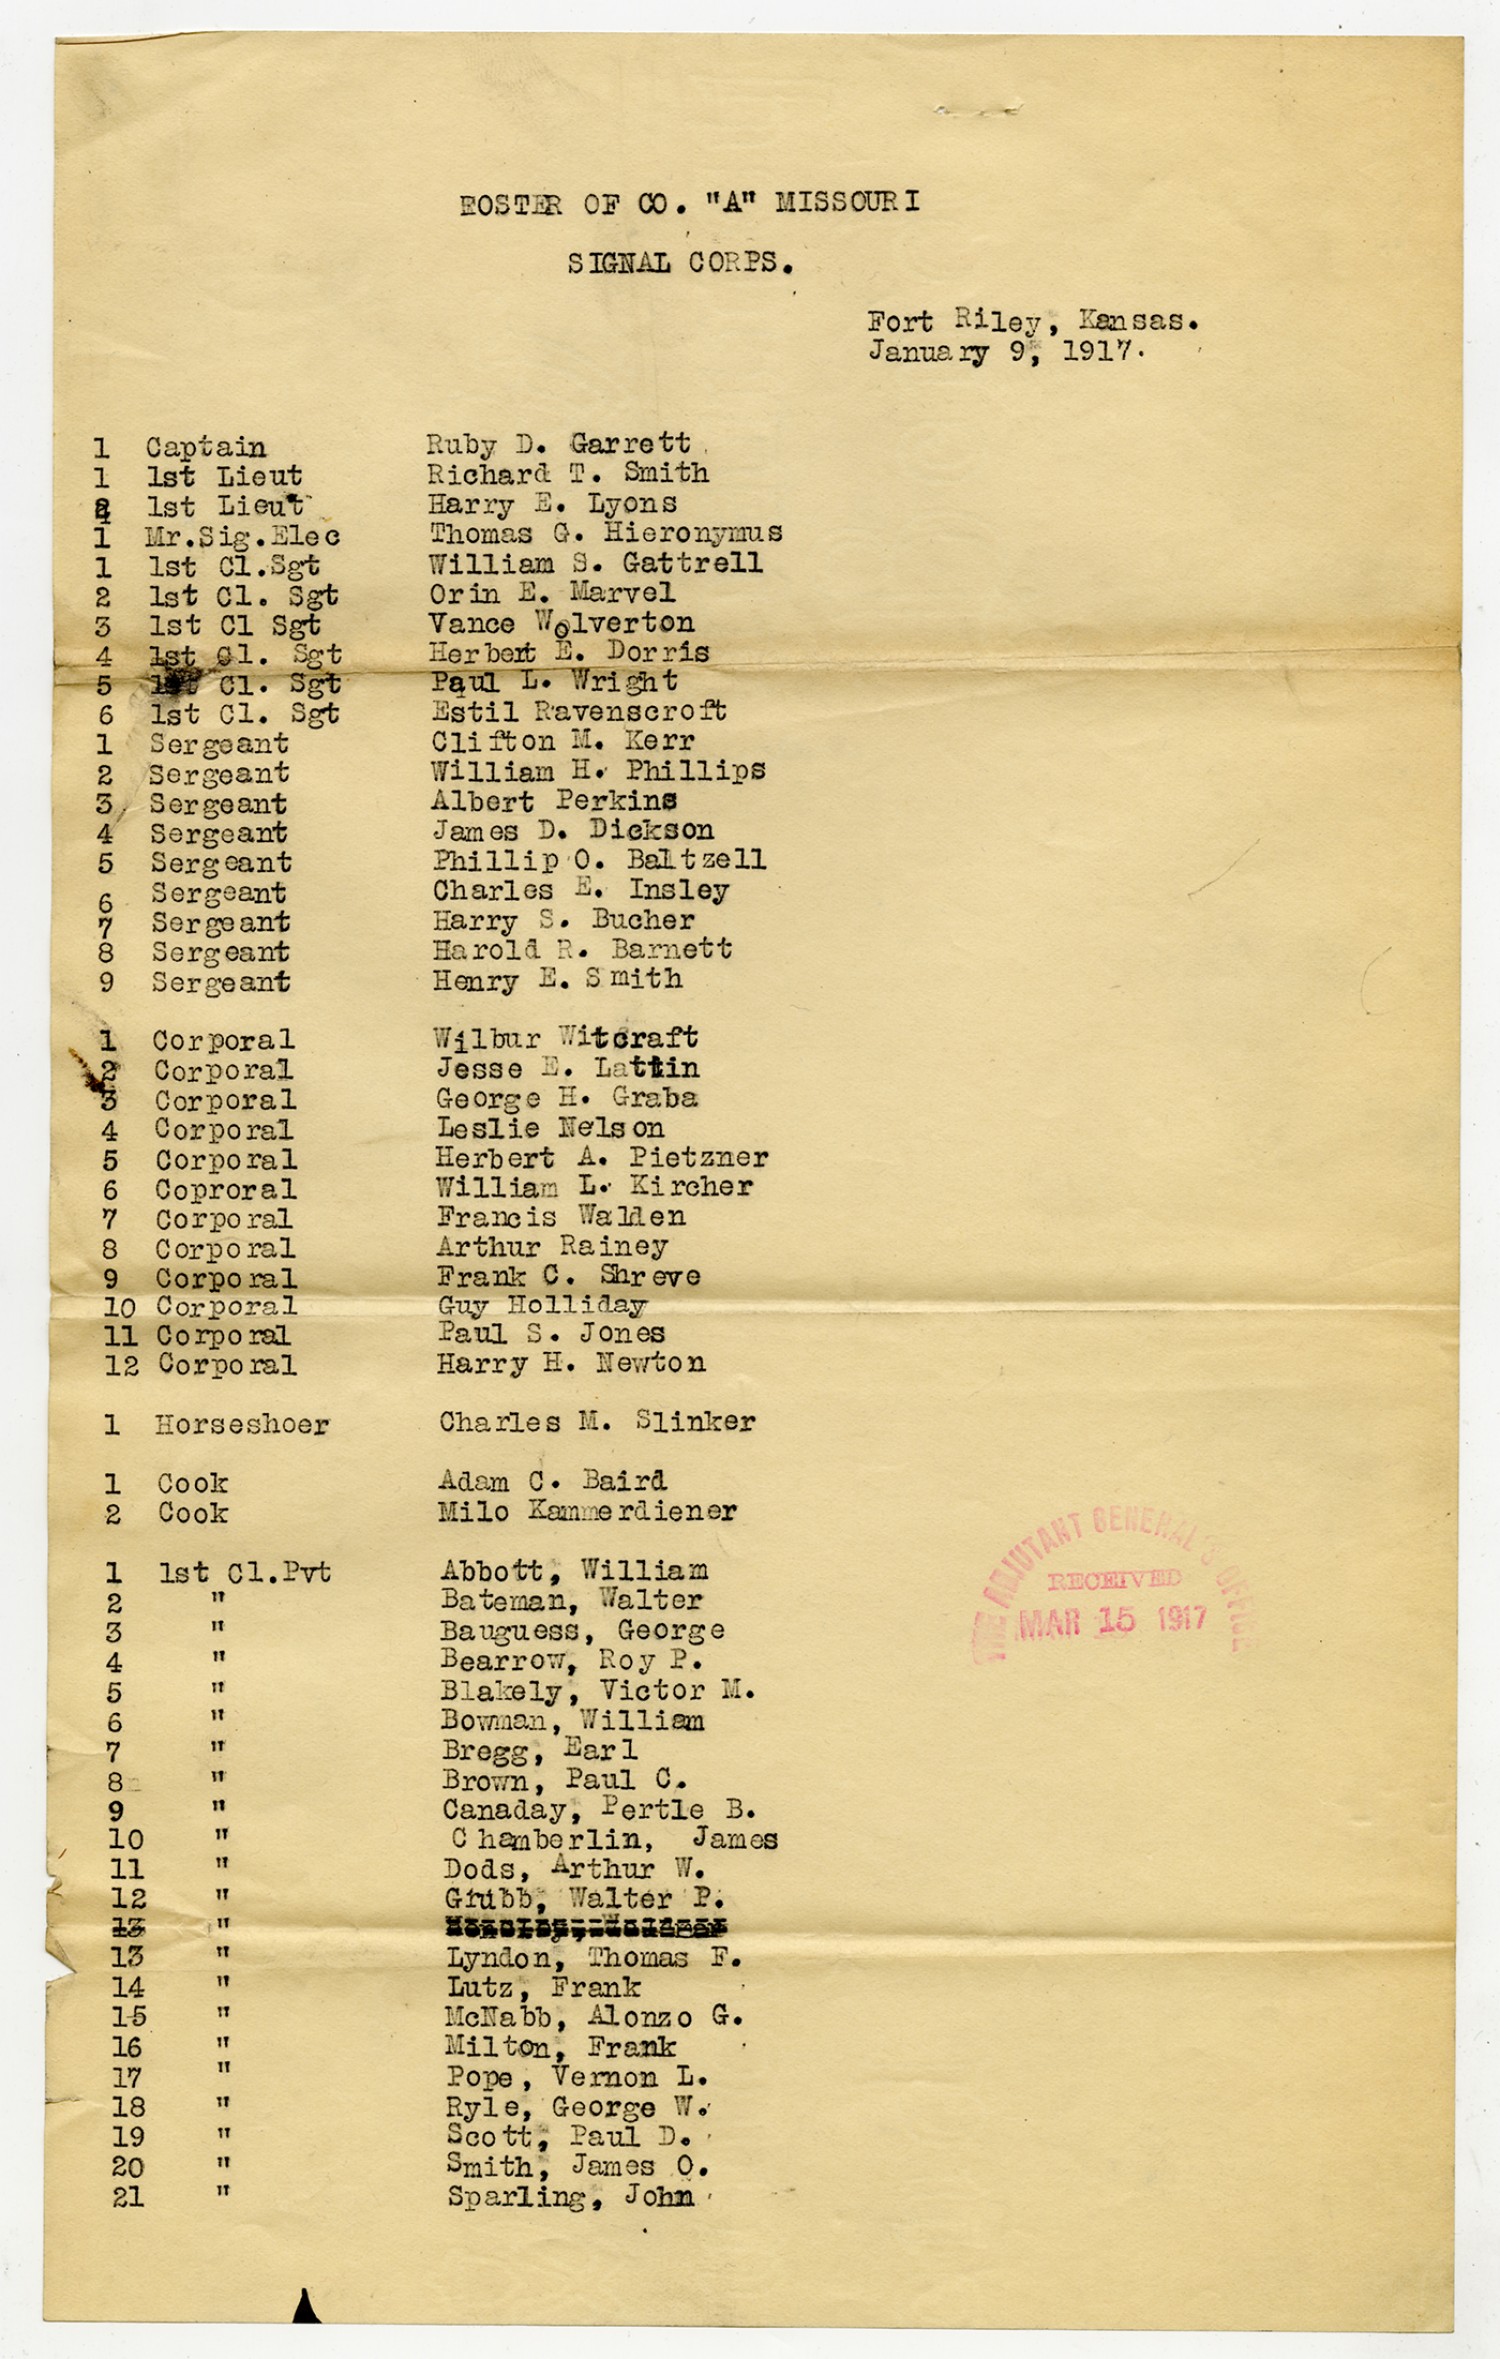 EOSTER OF CO. "A" MISSOURI
SIGNAL CORPS.
Fort Riley, Kansas.
January 9, 1917.
1 Captain Ruby D. Garrett
1 1st Lieut Richard T. Smith
1st Lieut Harry E. Lyons
1 Mr.Sig.Elec Thomas G. Hieronymus
1 1st Cl.Sgt William S. Gattrell
2 1st Cl. Sgt Orin E. Marvel
3 1st Cl Sgt Vance Wolverton
4 1st Cl. Sgt Herbert E. Dorris
5 1st Cl. Sgt Paul L. Wright
6 1st Cl. Sgt Estil Ravenscroft
1 Sergeant Clifton M. Kerr
2 Sergeant William H. Phillips
3 Sergeant Albert Perkins
4 Sergeant James D. Dickson
5 Sergeant Phillip O. Baltzell
6 Sergeant Charles E. Insley
7 Sergeant Harry S. Bucher
8 Sergeant Harold R. Barnett
9 Sergeant Henry E. Smith
1 Corporal Wilbur Witcraft
2 Corporal Jesse E. Lattin
3 Corporal George H. Graba
4 Corporal Leslie Nelson
5 Corporal Herbert A. Pietzner
6 Coproral William L. Kircher
7 Corporal Francis Walden
8 Corporal Arthur Rainey
9 Corporal Frank C. Shreve
10 Corporal Guy Holliday
11 Corporal Paul S. Jones
12 Corporal Harry H. Newton
1 Horseshoer Charles M. Slinker
1 Cook Adam C. Baird
2 Cook Milo Kammerdiener
1 1st Cl.Pvt Abbott, William
2 " Bateman, Walter
3 " Bauguess, George
4 " Bearrow, Roy P.
5 " Blakely, Victor M.
6 " Bowman, William
7 " Bregg, Earl
8 " Brown, Paul C.
9 " Canaday, Pertle B.
10 " Chamberlin, James
11 " Dods, Arthur W.
12 " Grubb, Walter P.
13 "
13 " Lyndon, Thomas F.
14 " Lutz, Frank
15 " McNabb, Alonzo G.
16 " Milton, Frank
17 " Pope, Vernon L.
18 " Ryle, George W.
19 " Scott, Paul D.
20 " Smith, James O.
21 " Sparling, John
THE ADJUTANT GENERAL'S OFFICE
RECEIVED
MAR 15 1917